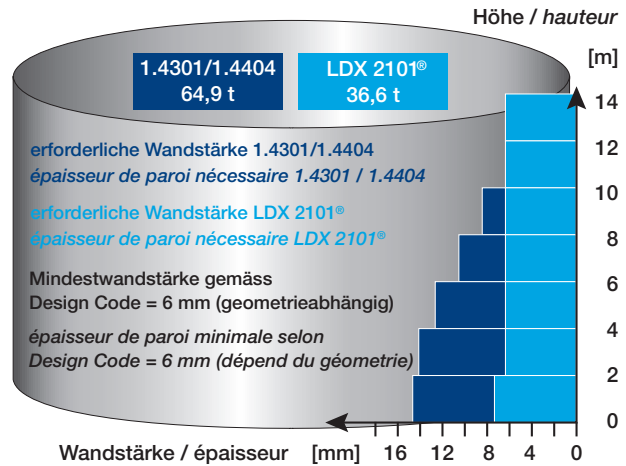 Höhe / hauteur
[m]
1.4301/1.4404
64,9 t
LDX 2101®
36,6 t
14
12
10
8
6
4
2
0
erforderliche Wandstärke 1.4301/1.4404
épaisseur de paroi nécessaire 1.4301 / 1.4404
erforderliche Wandstärke LDX 2101®
épaisseur de paroi nécessaire LDX 2101®
Mindestwandstärke gemäss
Design Code = 6 mm (geometrieabhängig)
épaisseur de paroi minimale selon
Design Code = 6 mm (dépend du géometrie)
Wandstärke / épaisseur [mm] 16 12 8 4 0